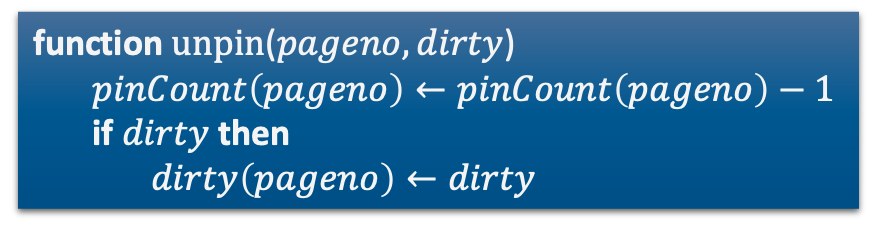 function unpin(pageno, dirty)
pinCount(pageno) ← pinCount(pageno) − 1
if dirty then
dirty(pageno) ← dirty